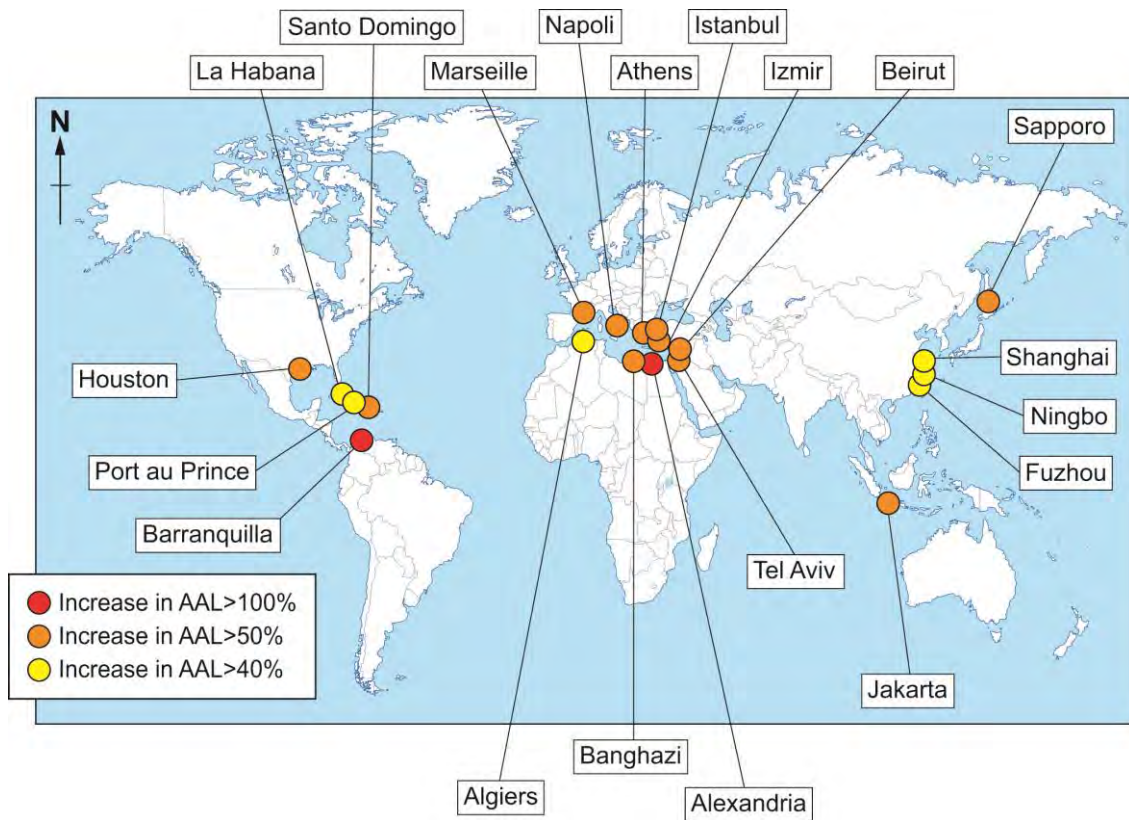 Santo Domingo
Napoli
Istanbul
La Habana
Marseille
Athens
Izmir
Beirut
N
Sapporo
Houston
Shanghai
Ningbo
Port au Prince
Fuzhou
Barranquilla
Tel Aviv
Increase in AAL>100%
Increase in AAL>50%
Increase in AAL>40%
Jakarta
Banghazi
Algiers
Alexandria